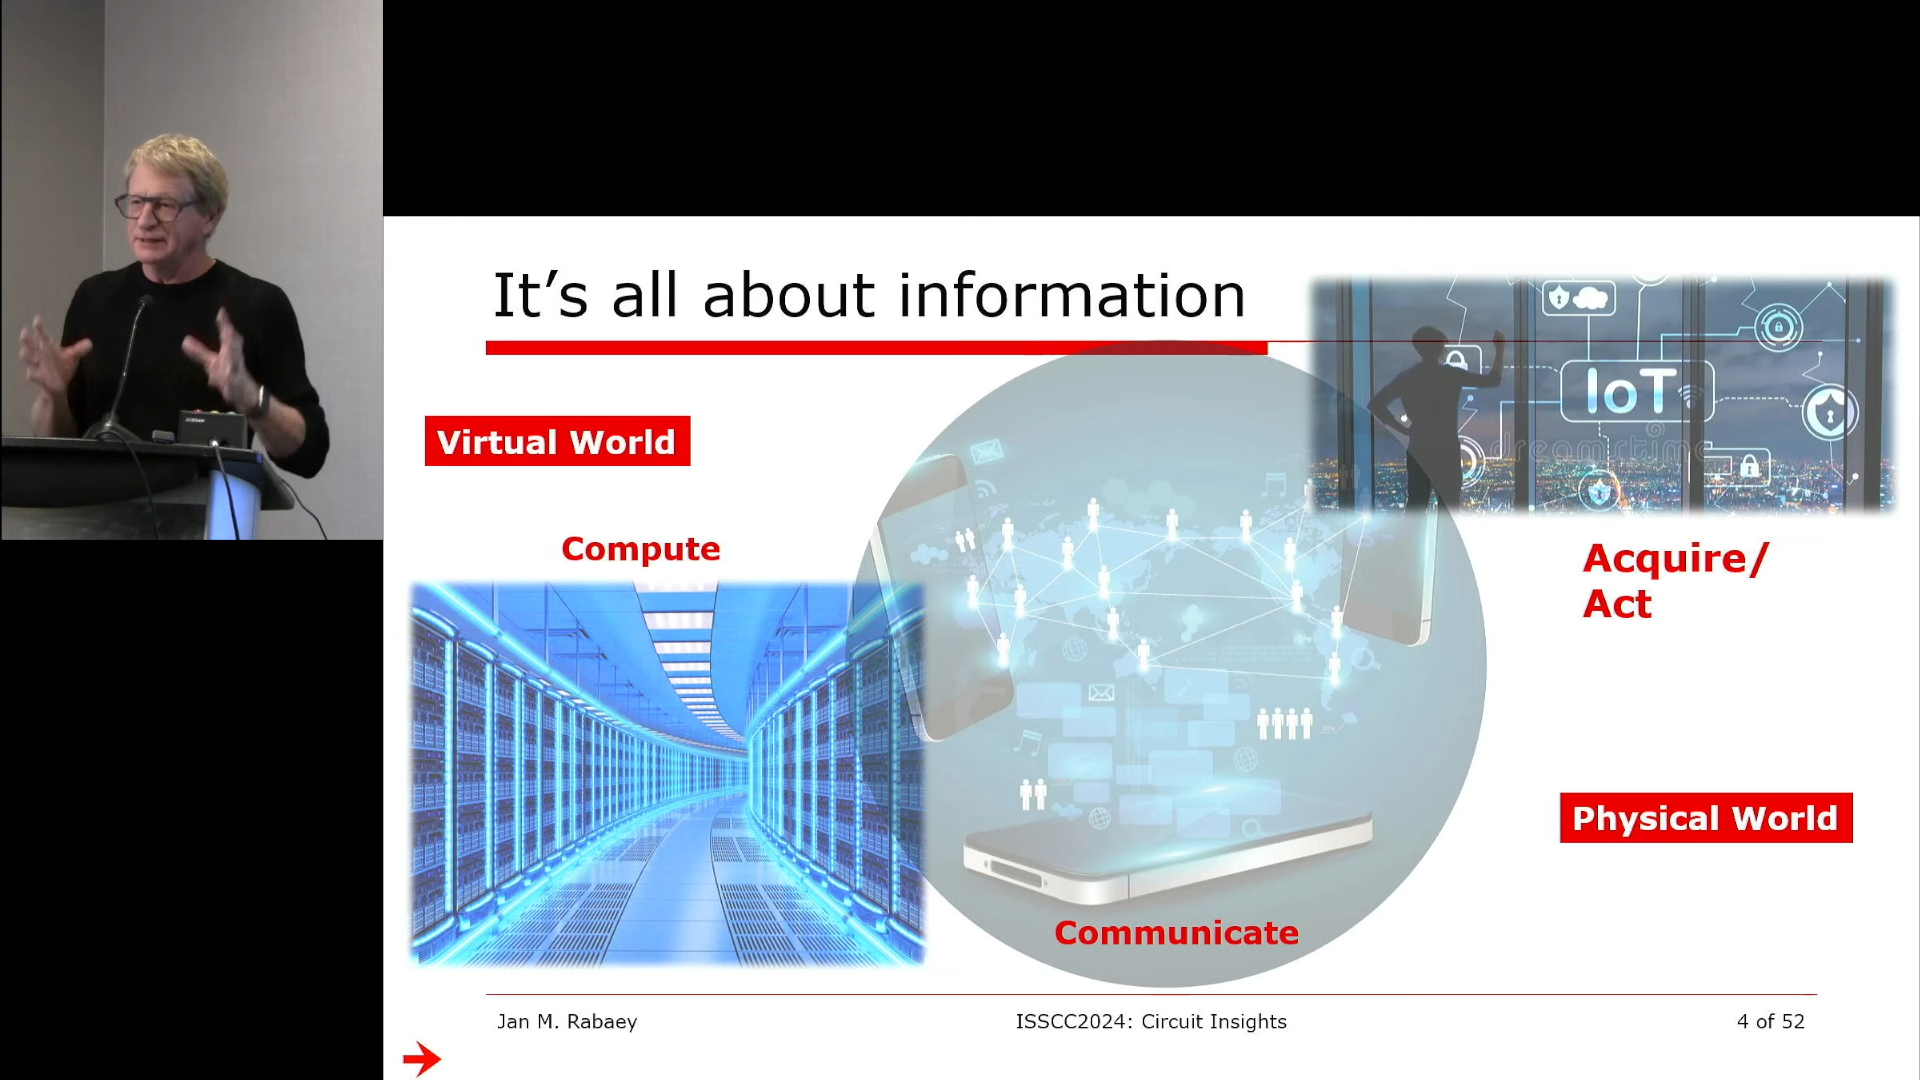 It's all about information
Virtual World
IoT
dreamstime
Compute
Acquire/
Act
Physical World
Communicate
Jan M. Rabaey
ISSCC2024: Circuit Insights
4 of 52